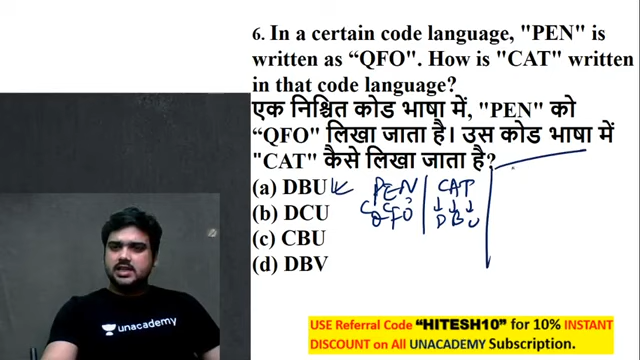 6. In a certain code language, "PEN" is
written as “QFO". How is "CAT" written
in that code language?
एक निश्चित कोड भाषा में, "PEN" को
“QFO" लिखा जाता है। उस कोड भाषा में
"CAT" कैसे लिखा जाता है?
(a) DBU
(b) DCU
(c) CBU
(d) DBV
PEN
QFO
CAT
DBU
unacademy
USE Referral Code “HITESH10” for 10% INSTANT
DISCOUNT on All UNACADEMY Subscription.